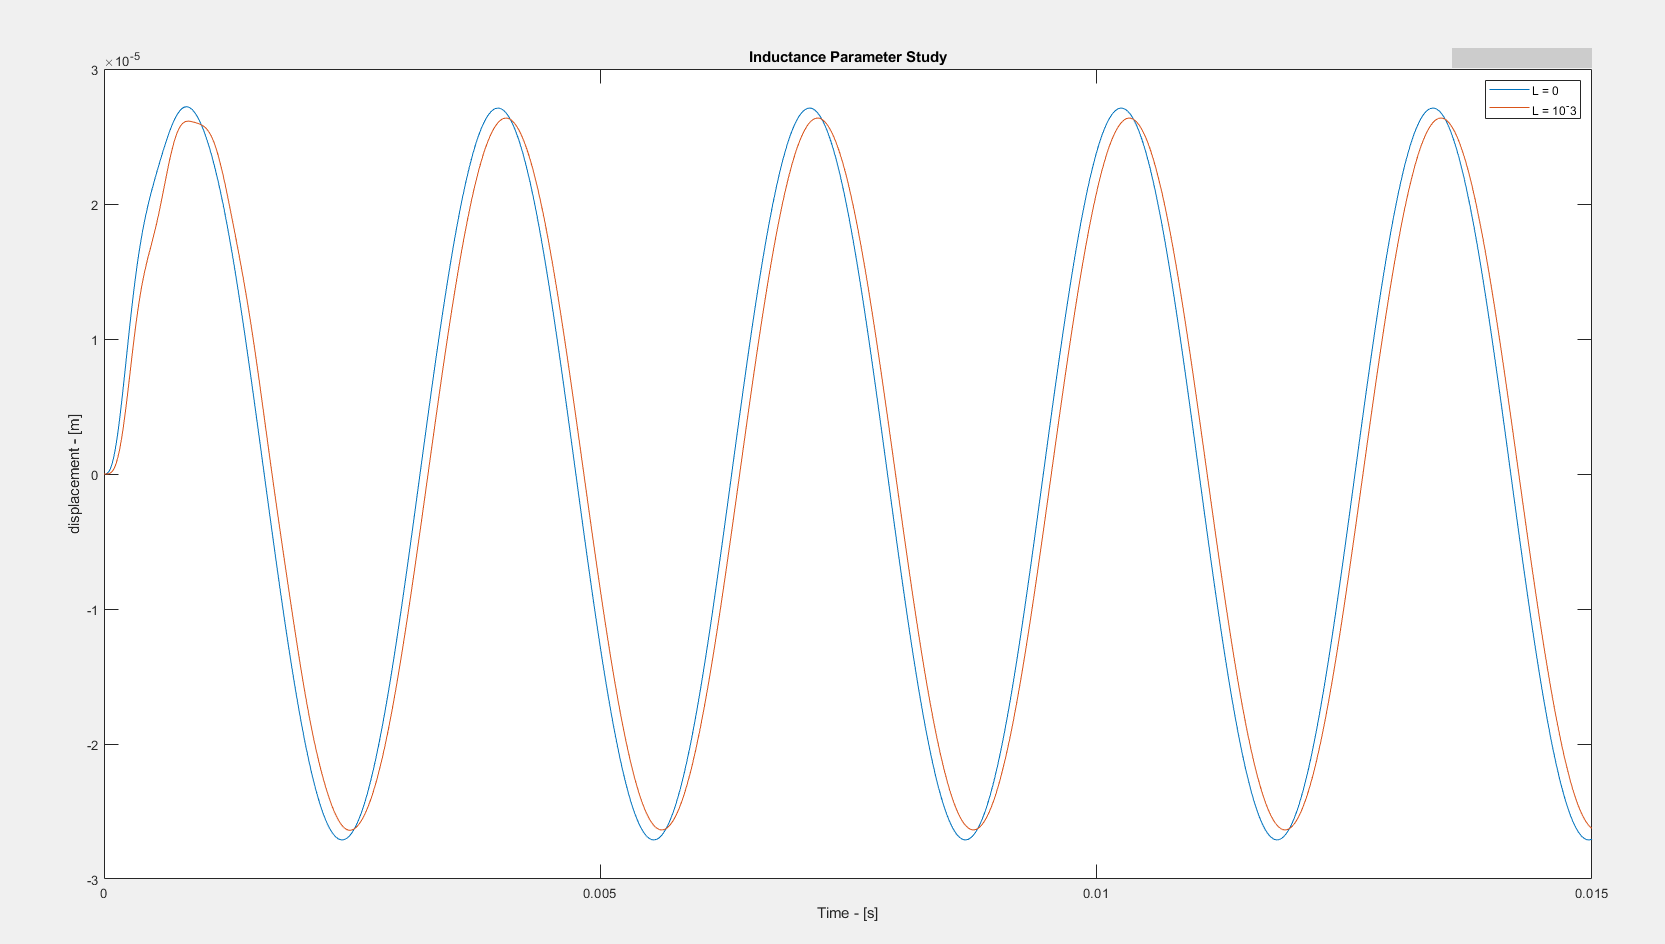 Inductance Parameter Study
×10-5
L = 0
L = 10-3
3
2
1
0
-1
-2
-3
displacement - [m]
0 0.005 0.01 0.015
Time - [s]